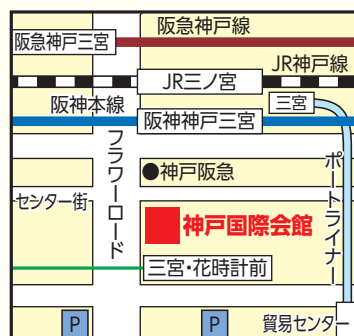 阪急神戸線
阪急神戸三宮
JR神戸線
JR三ノ宮
三宮
阪神本線
阪神神戸三宮
フラワーロード
ポートライナー
●神戸阪急
センター街
神戸国際会館
三宮・花時計前
P
P
貿易センター